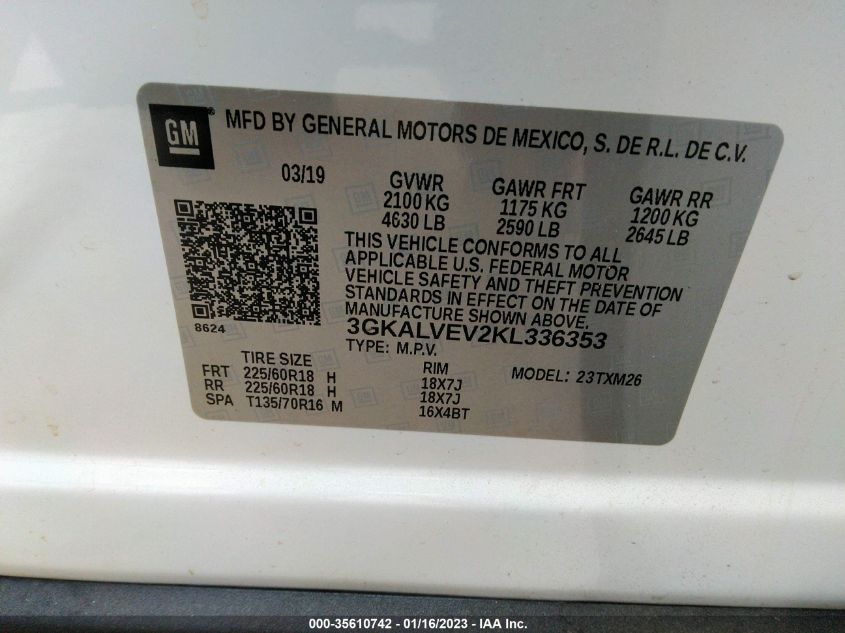 GM ® MFD BY GENERAL MOTORS DE MEXICO, S. DE R.L. DE C.V.
03/19 GVWR GAWR FRT GAWR RR
2100 KG 1175 KG 1200 KG
4630 LB 2590 LB 2645 LB
THIS VEHICLE CONFORMS TO ALL
APPLICABLE U.S. FEDERAL MOTOR
VEHICLE SAFETY AND THEFT PREVENTION
STANDARDS IN EFFECT ON THE DATE OF
MANUFACTURE SHOWN ABOVE.
8624
3GKALVEV2KL336353
TYPE: M.P.V.
TIRE SIZE RIM MODEL: 23TXM26
FRT 225/60R18 H 18X7J
RR 225/60R18 H 18X7J
SPA T135/70R16 M 16X4BT
000-35610742 - 01/16/2023 - IAA Inc.